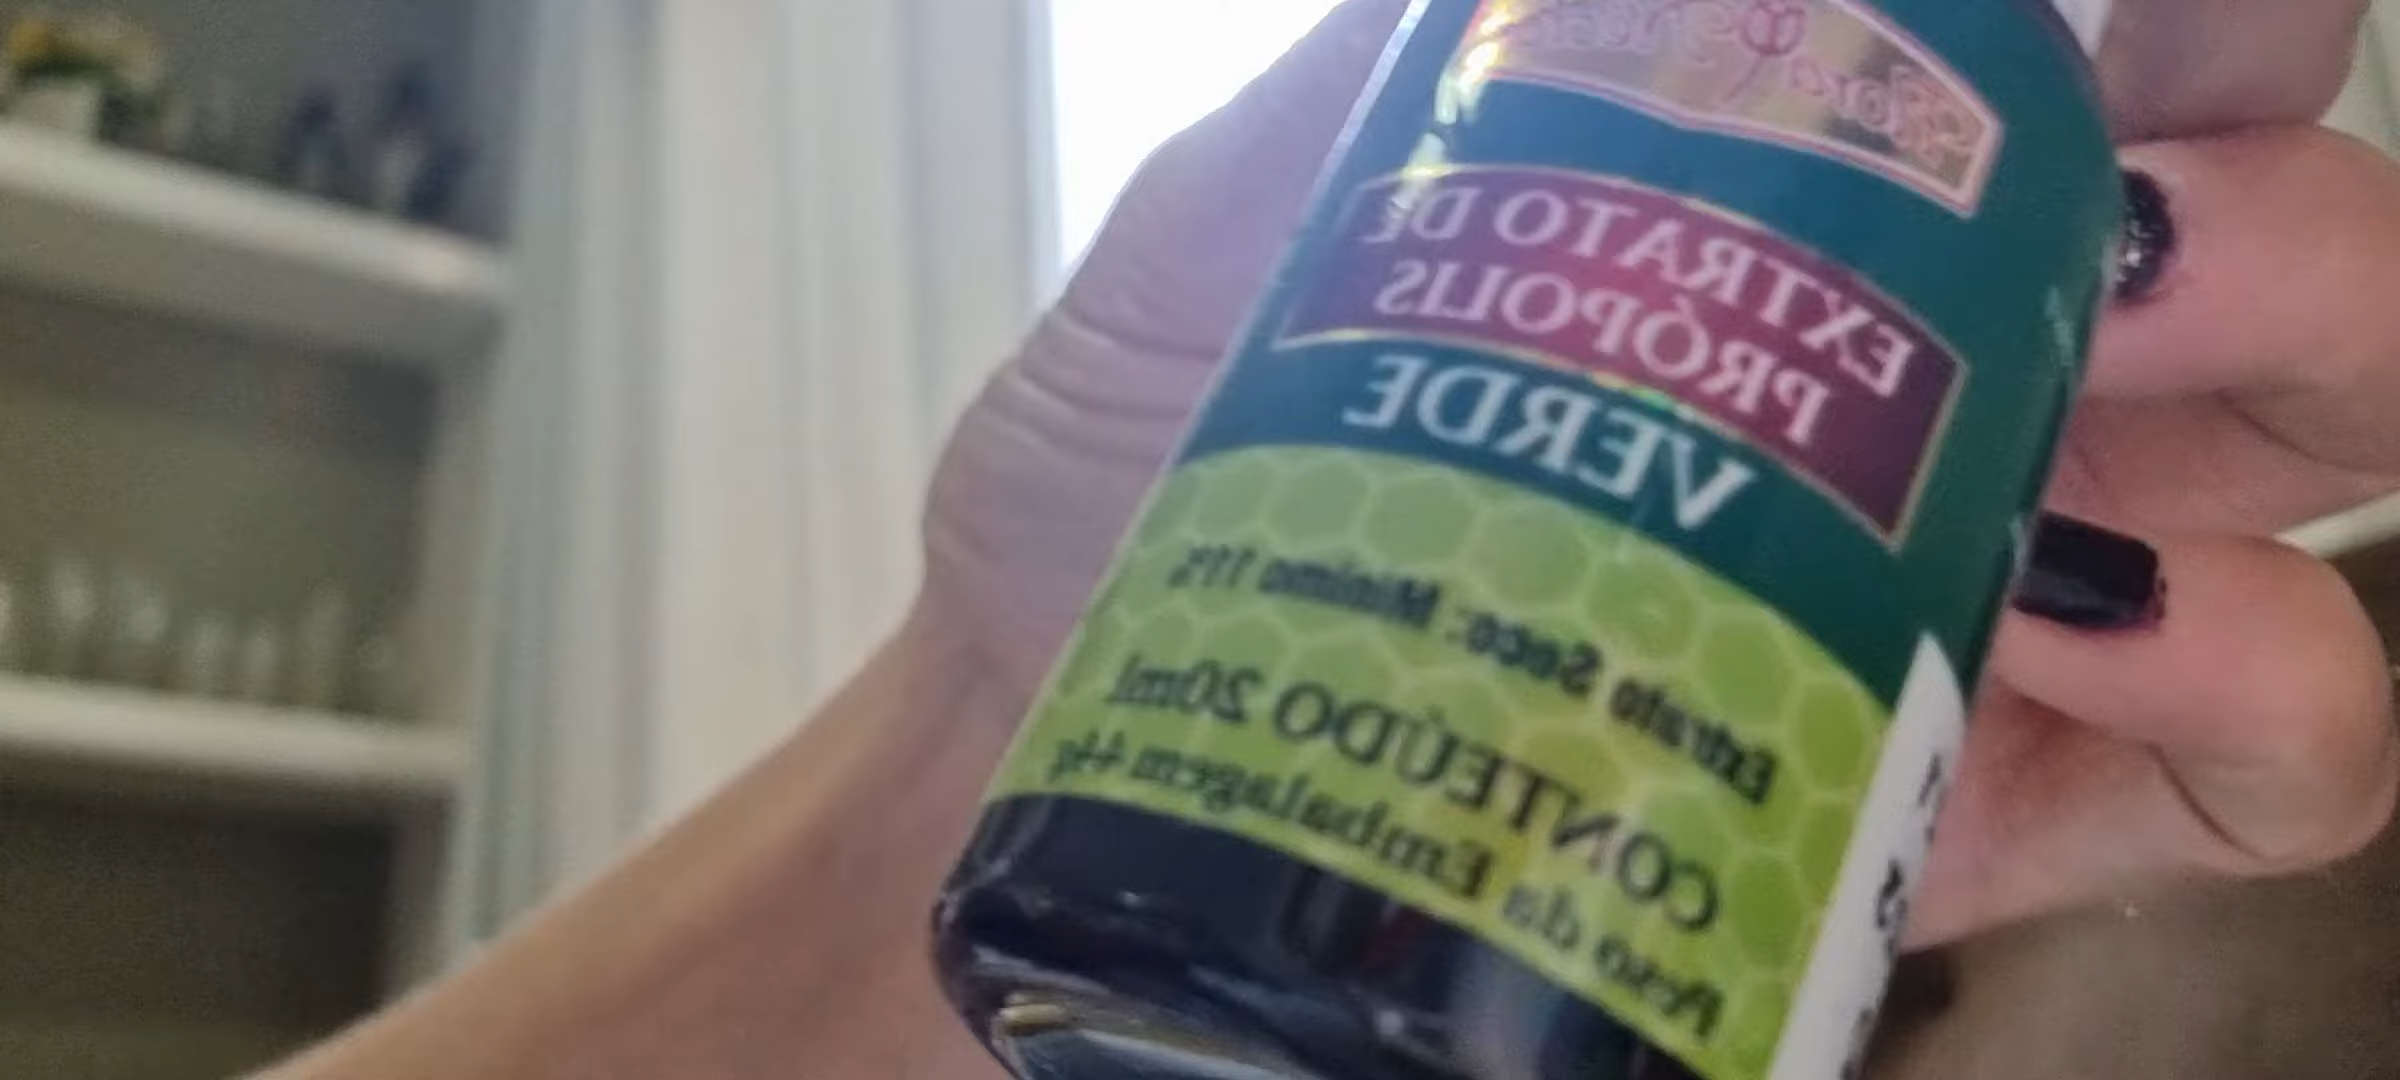 EXTRATO DE
PRÓPOLIS
VERDE
Extrato Seco: Mínimo 11%
CONTEÚDO 20ml
Peso da Embalagem 44g